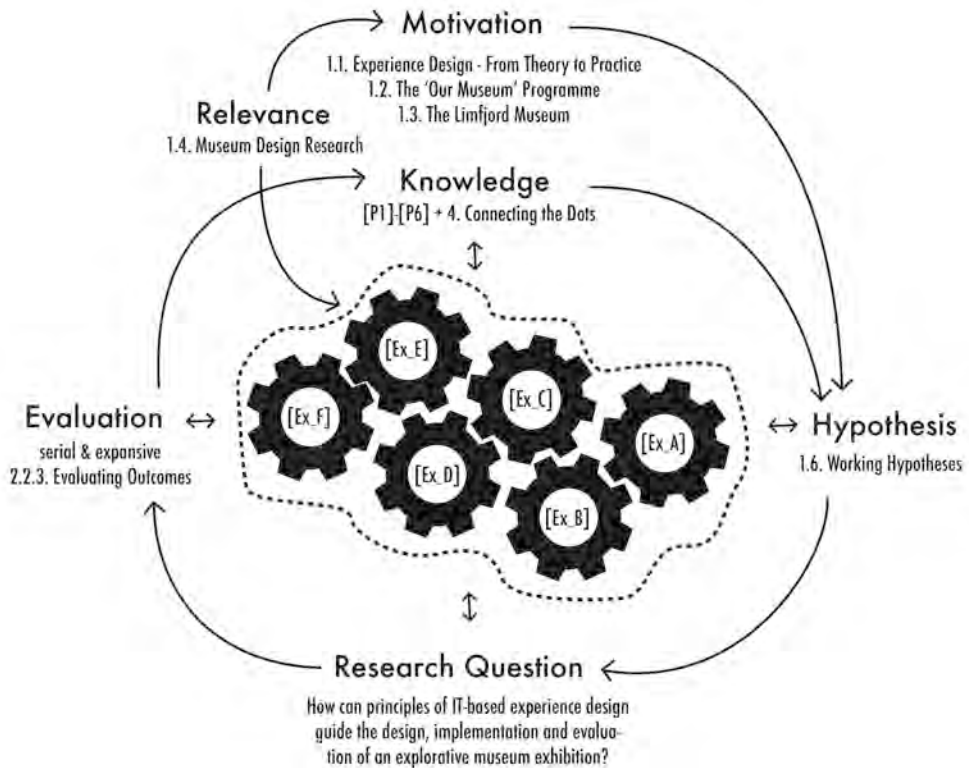 Motivation
1.1. Experience Design - From Theory to Practice
1.2. The 'Our Museum' Programme
1.3. The Limfjord Museum
Relevance
1.4. Museum Design Research
Knowledge
[P1]-[P6] + 4. Connecting the Dots
[Ex_E]
[Ex_F]
[Ex_C]
[Ex_A]
[Ex_D]
[Ex_B]
Evaluation
serial & expansive
2.2.3. Evaluating Outcomes
Hypothesis
1.6. Working Hypotheses
Research Question
How can principles of IT-based experience design
guide the design, implementation and evalua-
tion of an explorative museum exhibition?